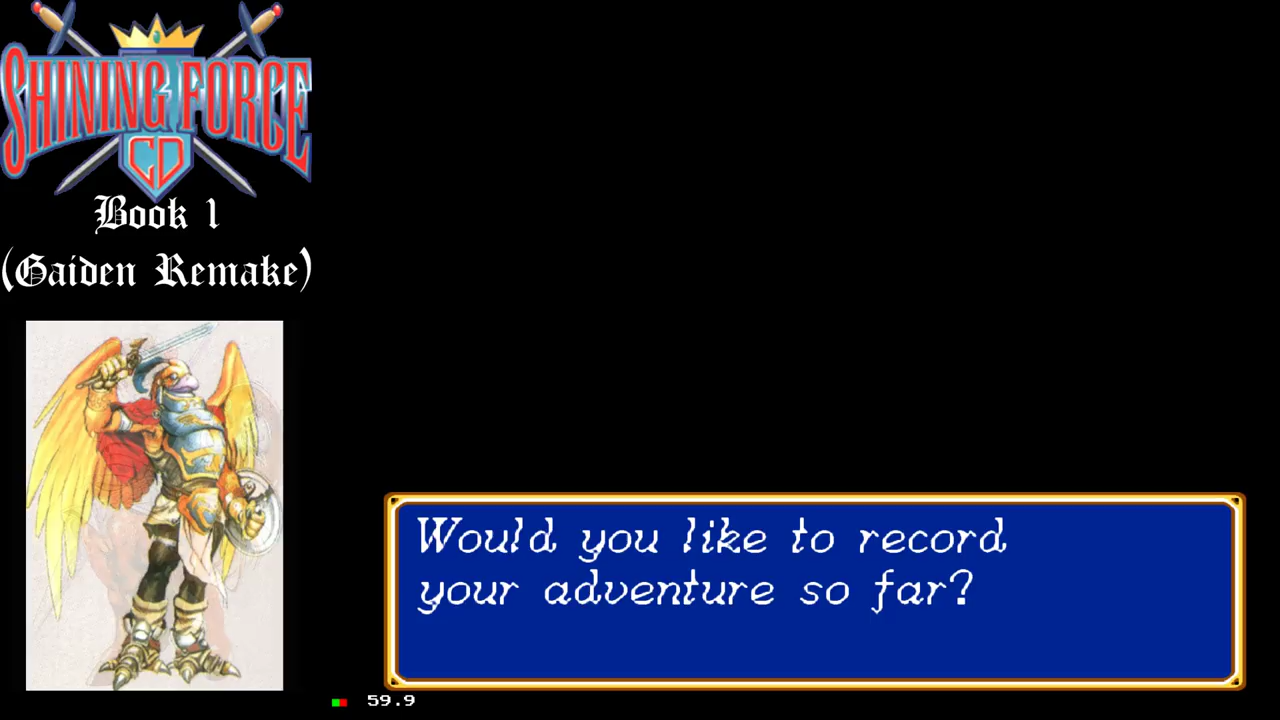 SHINING FORCE
CD
Book 1
(Gaiden Remake)
Would you like to record
your adventure so far?
59.9